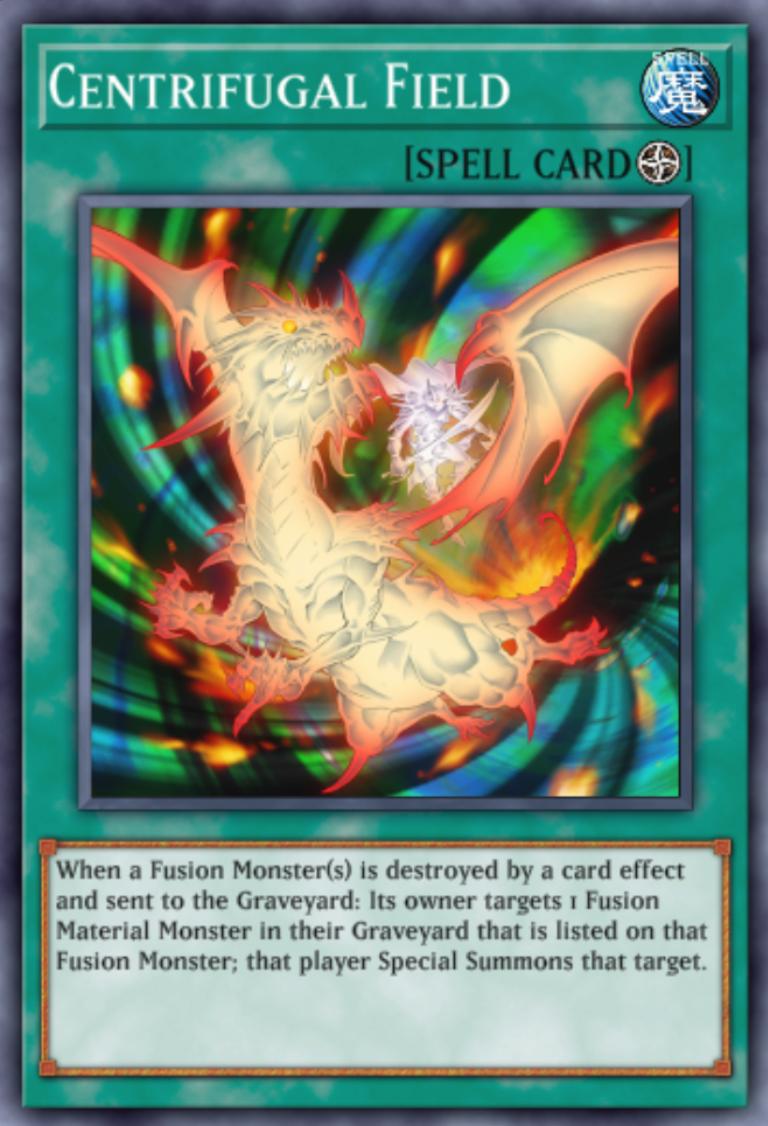 CENTRIFUGAL FIELD
SPELL
魔
[SPELL CARD]
When a Fusion Monster(s) is destroyed by a card effect
and sent to the Graveyard: Its owner targets 1 Fusion
Material Monster in their Graveyard that is listed on that
Fusion Monster; that player Special Summons that target.